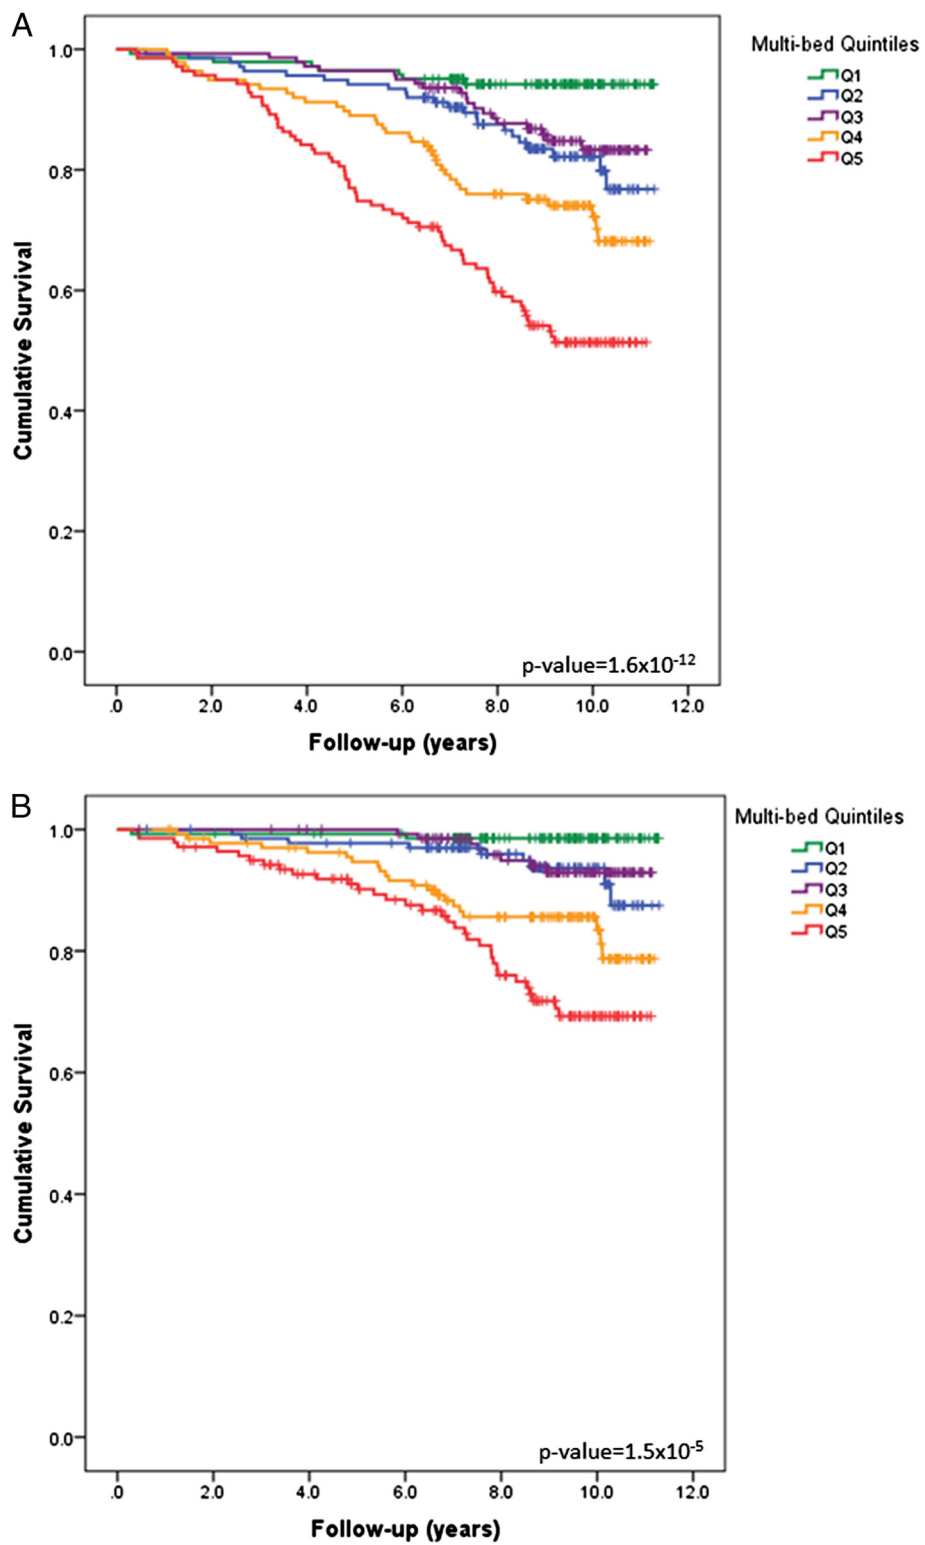 A
Multi-bed Quintiles
Q1
Q2
Q3
Q4
Q5
1.0
0.8
0.6
0.4
0.2
0.0
Cumulative Survival
p-value=1.6x10-12
.0 2.0 4.0 6.0 8.0 10.0 12.0
Follow-up (years)
B
Multi-bed Quintiles
Q1
Q2
Q3
Q4
Q5
1.0
0.8
0.6
0.4
0.2
0.0
Cumulative Survival
p-value=1.5x10-5
.0 2.0 4.0 6.0 8.0 10.0 12.0
Follow-up (years)